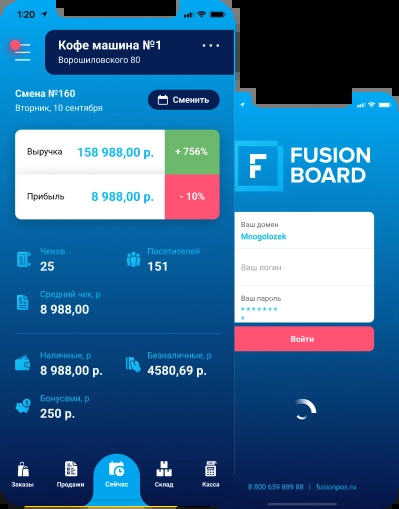 1:20
Кофе машина №1
Ворошиловского 80
Смена №160
Вторник, 10 сентября
Сменить
Выручка 158 988,00 р. + 756%
Прибыль 8 988,00 р. - 10%
Чеков
25
Посетителей
151
Средний чек, р
8 988,00
Наличные, р
8 988,00 р.
Безналичные, р
4580,69 р.
Бонусами, р
250 р.
Заказы
Продажи
Сейчас
Склад
Касса
F
FUSION
BOARD
Ваш домен
Mnogolozek
Ваш логин
Ваш пароль
*******
*
Войти
8 800 659 889 88 | fusionpos.ru